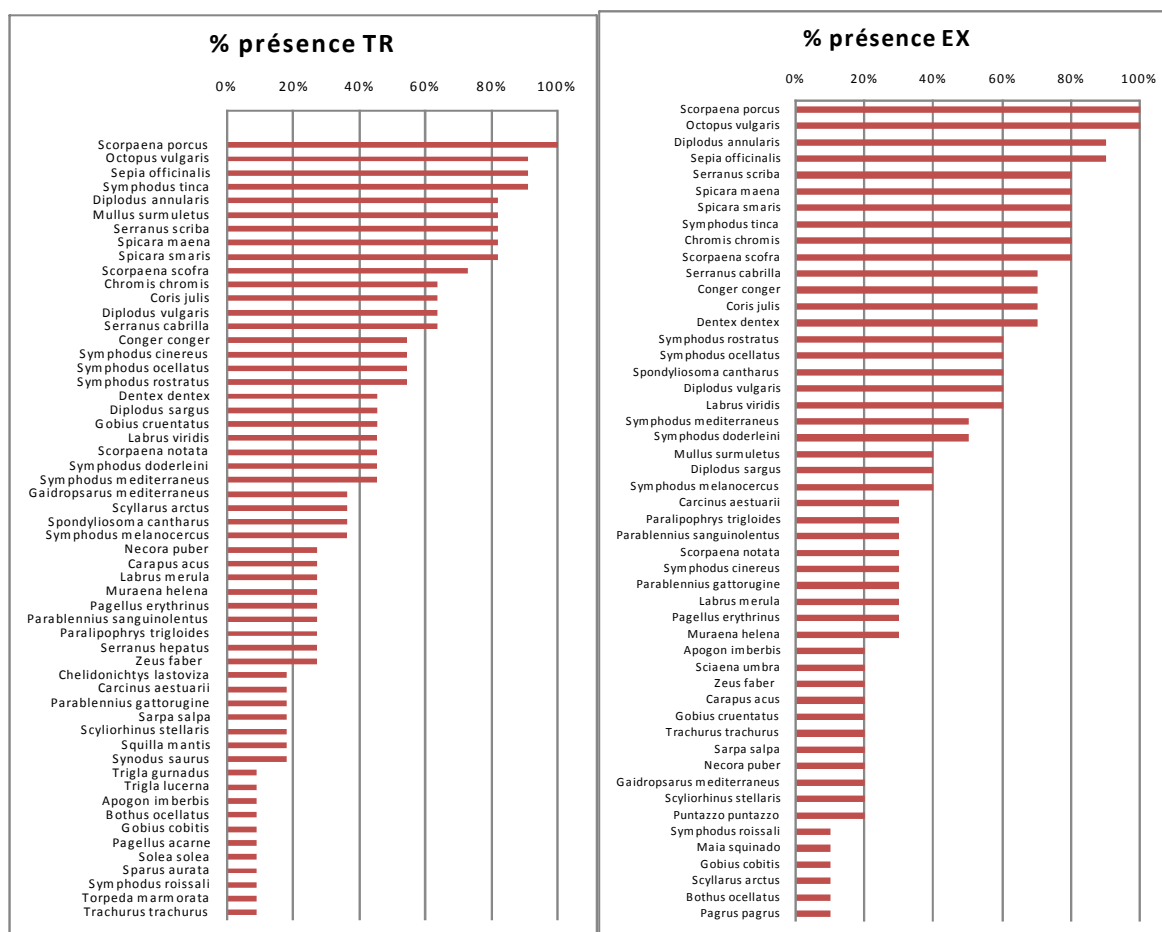 % présence TR
0% 20% 40% 60% 80% 100%
Scorpaena porcus
Octopus vulgaris
Sepia officinalis
Symphodus tinca
Diplodus annularis
Mullus surmuletus
Serranus scriba
Spicara maena
Spicara smaris
Scorpaena scofra
Chromis chromis
Coris julis
Diplodus vulgaris
Serranus cabrilla
Conger conger
Symphodus cinereus
Symphodus ocellatus
Symphodus rostratus
Dentex dentex
Diplodus sargus
Gobius cruentatus
Labrus viridis
Scorpaena notata
Symphodus doderleini
Symphodus mediterraneus
Gaidropsarus mediterraneus
Scyllarus arctus
Spondyliosoma cantharus
Symphodus melanocercus
Necora puber
Carapus acus
Labrus merula
Muraena helena
Pagellus erythrinus
Parablennius sanguinolentus
Paralipophrys trigloides
Serranus hepatus
Zeus faber
Chelidonichtys lastoviza
Carcinus aestuarii
Parablennius gattorugine
Sarpa salpa
Scyliorhinus stellaris
Squilla mantis
Synodus saurus
Trigla gurnadus
Trigla lucerna
Apogon imberbis
Bothus ocellatus
Gobius cobitis
Pagellus acarne
Solea solea
Sparus aurata
Symphodus roissali
Torpeda marmorata
Trachurus trachurus
% présence EX
0% 20% 40% 60% 80% 100%
Scorpaena porcus
Octopus vulgaris
Diplodus annularis
Sepia officinalis
Serranus scriba
Spicara maena
Spicara smaris
Symphodus tinca
Chromis chromis
Scorpaena scofra
Serranus cabrilla
Conger conger
Coris julis
Dentex dentex
Symphodus rostratus
Symphodus ocellatus
Spondyliosoma cantharus
Diplodus vulgaris
Labrus viridis
Symphodus mediterraneus
Symphodus doderleini
Mullus surmuletus
Diplodus sargus
Symphodus melanocercus
Carcinus aestuarii
Paralipophrys trigloides
Parablennius sanguinolentus
Scorpaena notata
Symphodus cinereus
Parablennius gattorugine
Labrus merula
Pagellus erythrinus
Muraena helena
Apogon imberbis
Sciaena umbra
Zeus faber
Carapus acus
Gobius cruentatus
Trachurus trachurus
Sarpa salpa
Necora puber
Gaidropsarus mediterraneus
Scyliorhinus stellaris
Puntazzo puntazzo
Symphodus roissali
Maia squinado
Gobius cobitis
Scyllarus arctus
Bothus ocellatus
Pagrus pagrus